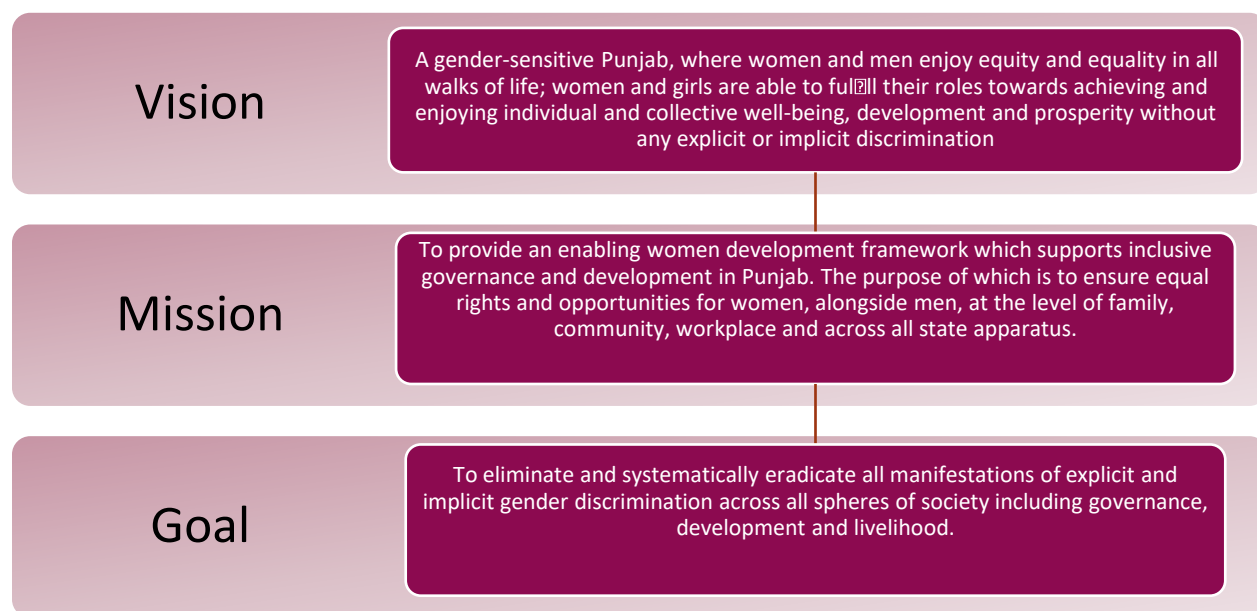 Vision
A gender-sensitive Punjab, where women and men enjoy equity and equality in all
walks of life; women and girls are able to ful⍰ll their roles towards achieving and
enjoying individual and collective well-being, development and prosperity without
any explicit or implicit discrimination
Mission
To provide an enabling women development framework which supports inclusive
governance and development in Punjab. The purpose of which is to ensure equal
rights and opportunities for women, alongside men, at the level of family,
community, workplace and across all state apparatus.
Goal
To eliminate and systematically eradicate all manifestations of explicit and
implicit gender discrimination across all spheres of society including governance,
development and livelihood.